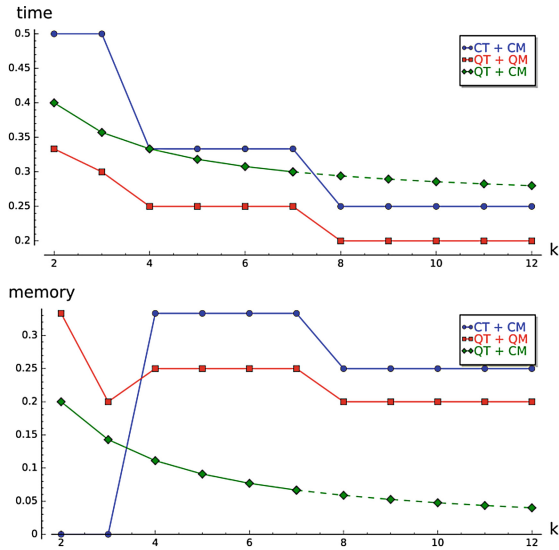 time
0.5
0.45
0.4
0.35
0.3
0.25
0.2
2 4 6 8 10 12 k
CT + CM
QT + QM
QT + CM
memory
0.3
0.25
0.2
0.15
0.1
0.05
0
2 4 6 8 10 12 k
CT + CM
QT + QM
QT + CM